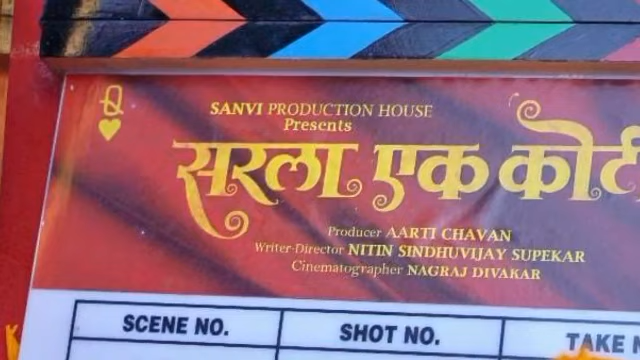 Q
SANVI PRODUCTION HOUSE
Presents
सरला एक कोटी
Producer AARTI CHAVAN
Writer-Director NITIN SINDHUVIJAY SUPEKAR
Cinematographer NAGRAJ DIVAKAR
SCENE NO. SHOT NO. TAKE